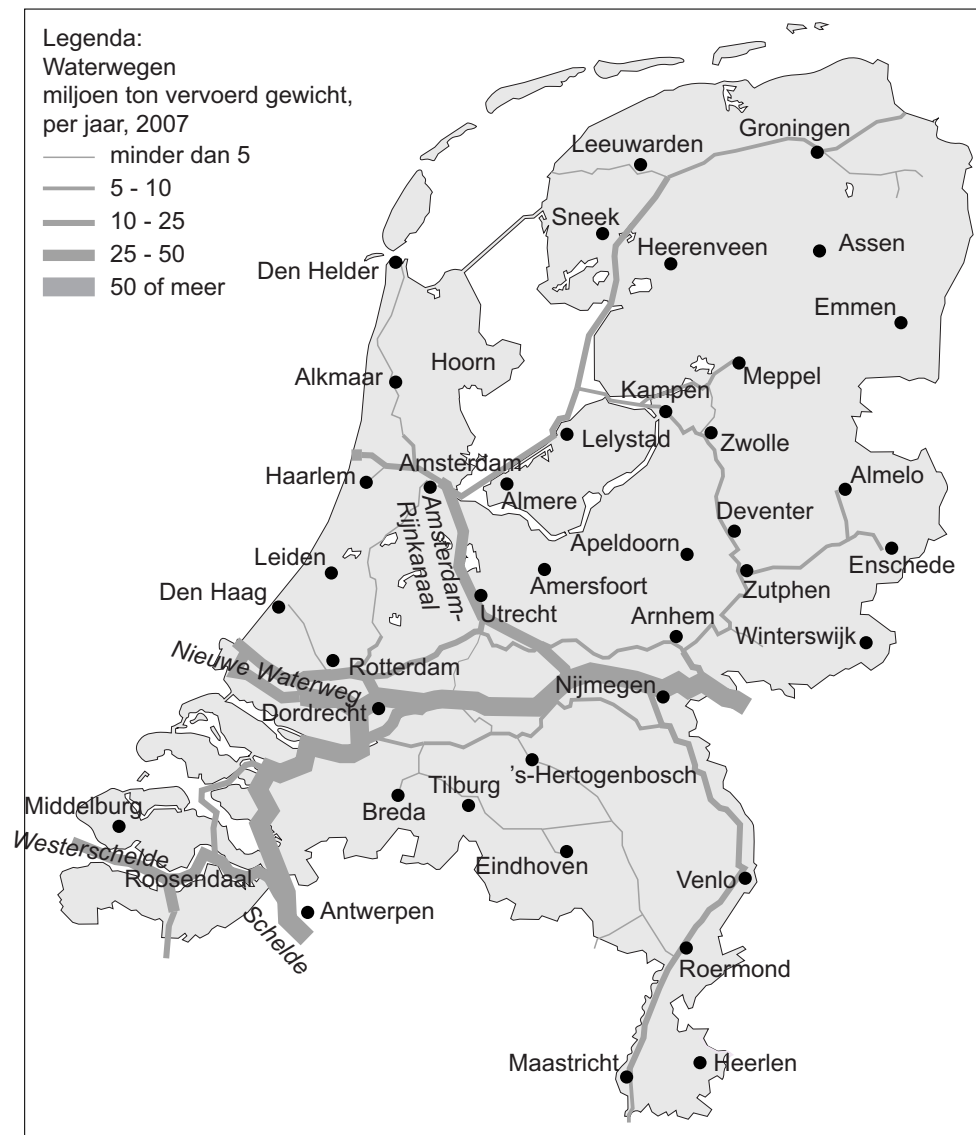 Legenda:
Waterwegen
miljoen ton vervoerd gewicht,
per jaar, 2007
minder dan 5
5 - 10
10 - 25
25 - 50
50 of meer
Groningen
Leeuwarden
Sneek
Heerenveen
Assen
Den Helder
Emmen
Hoorn
Alkmaar
Meppel
Kampen
Lelystad
Zwolle
Amsterdam
Haarlem
Almere
Almelo
Amsterdam-
Rijnkanaal
Deventer
Apeldoorn
Enschede
Leiden
Amersfoort
Zutphen
Den Haag
Utrecht
Arnhem
Winterswijk
Nieuwe Waterweg
Rotterdam
Nijmegen
Dordrecht
's-Hertogenbosch
Tilburg
Breda
Middelburg
Westerschelde
Roosendaal
Eindhoven
Venlo
Schelde
Antwerpen
Roermond
Maastricht
Heerlen